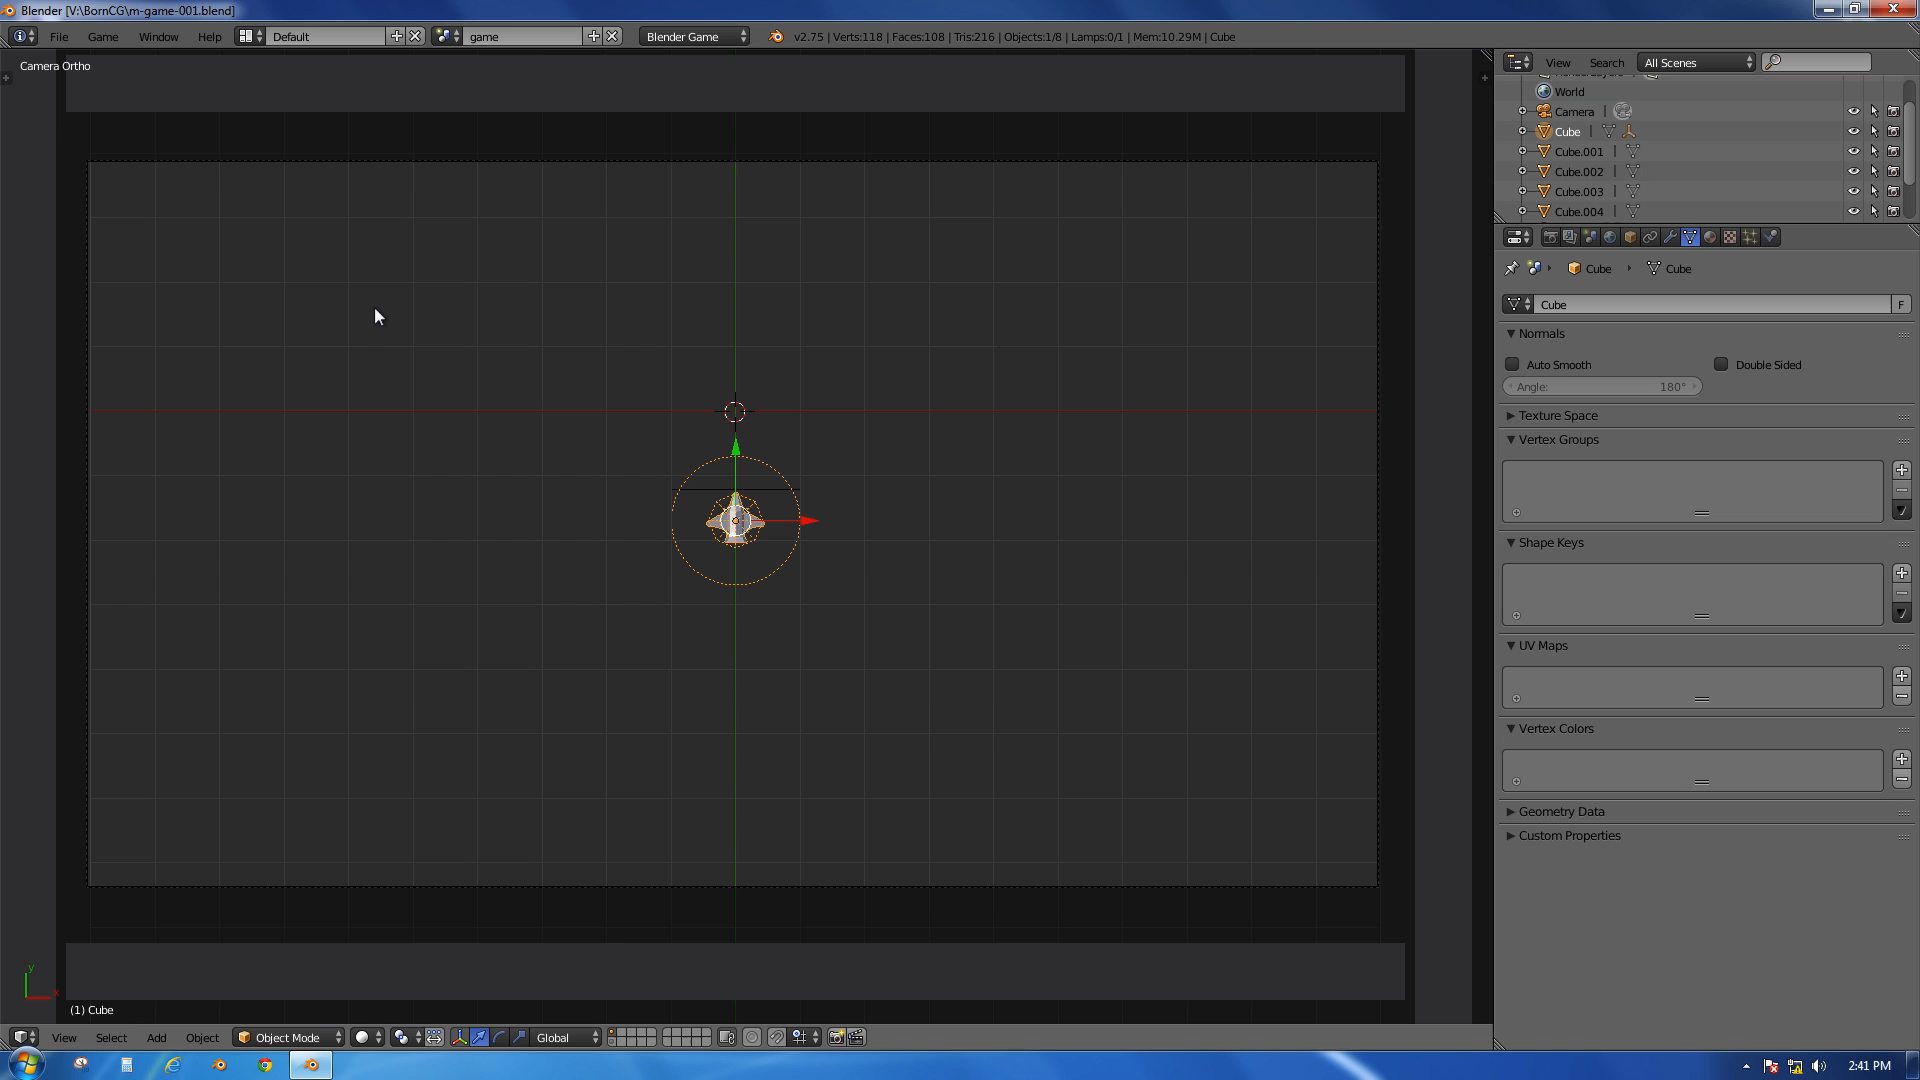 Blender [V:\BornCG\m-game-001.blend]
File Game Window Help Default game Blender Game v2.75 | Verts:118 | Faces:108 | Tris:216 | Objects:1/8 | Lamps:0/1 | Mem:10.29M | Cube
Camera Ortho
View Search All Scenes
World
Camera
Cube
Cube.001
Cube.002
Cube.003
Cube.004
Cube Cube
Cube F
Normals
Auto Smooth Double Sided
Angle: 180°
Texture Space
Vertex Groups
Shape Keys
UV Maps
Vertex Colors
Geometry Data
Custom Properties
y
x
(1) Cube
View Select Add Object Object Mode Global
2:41 PM